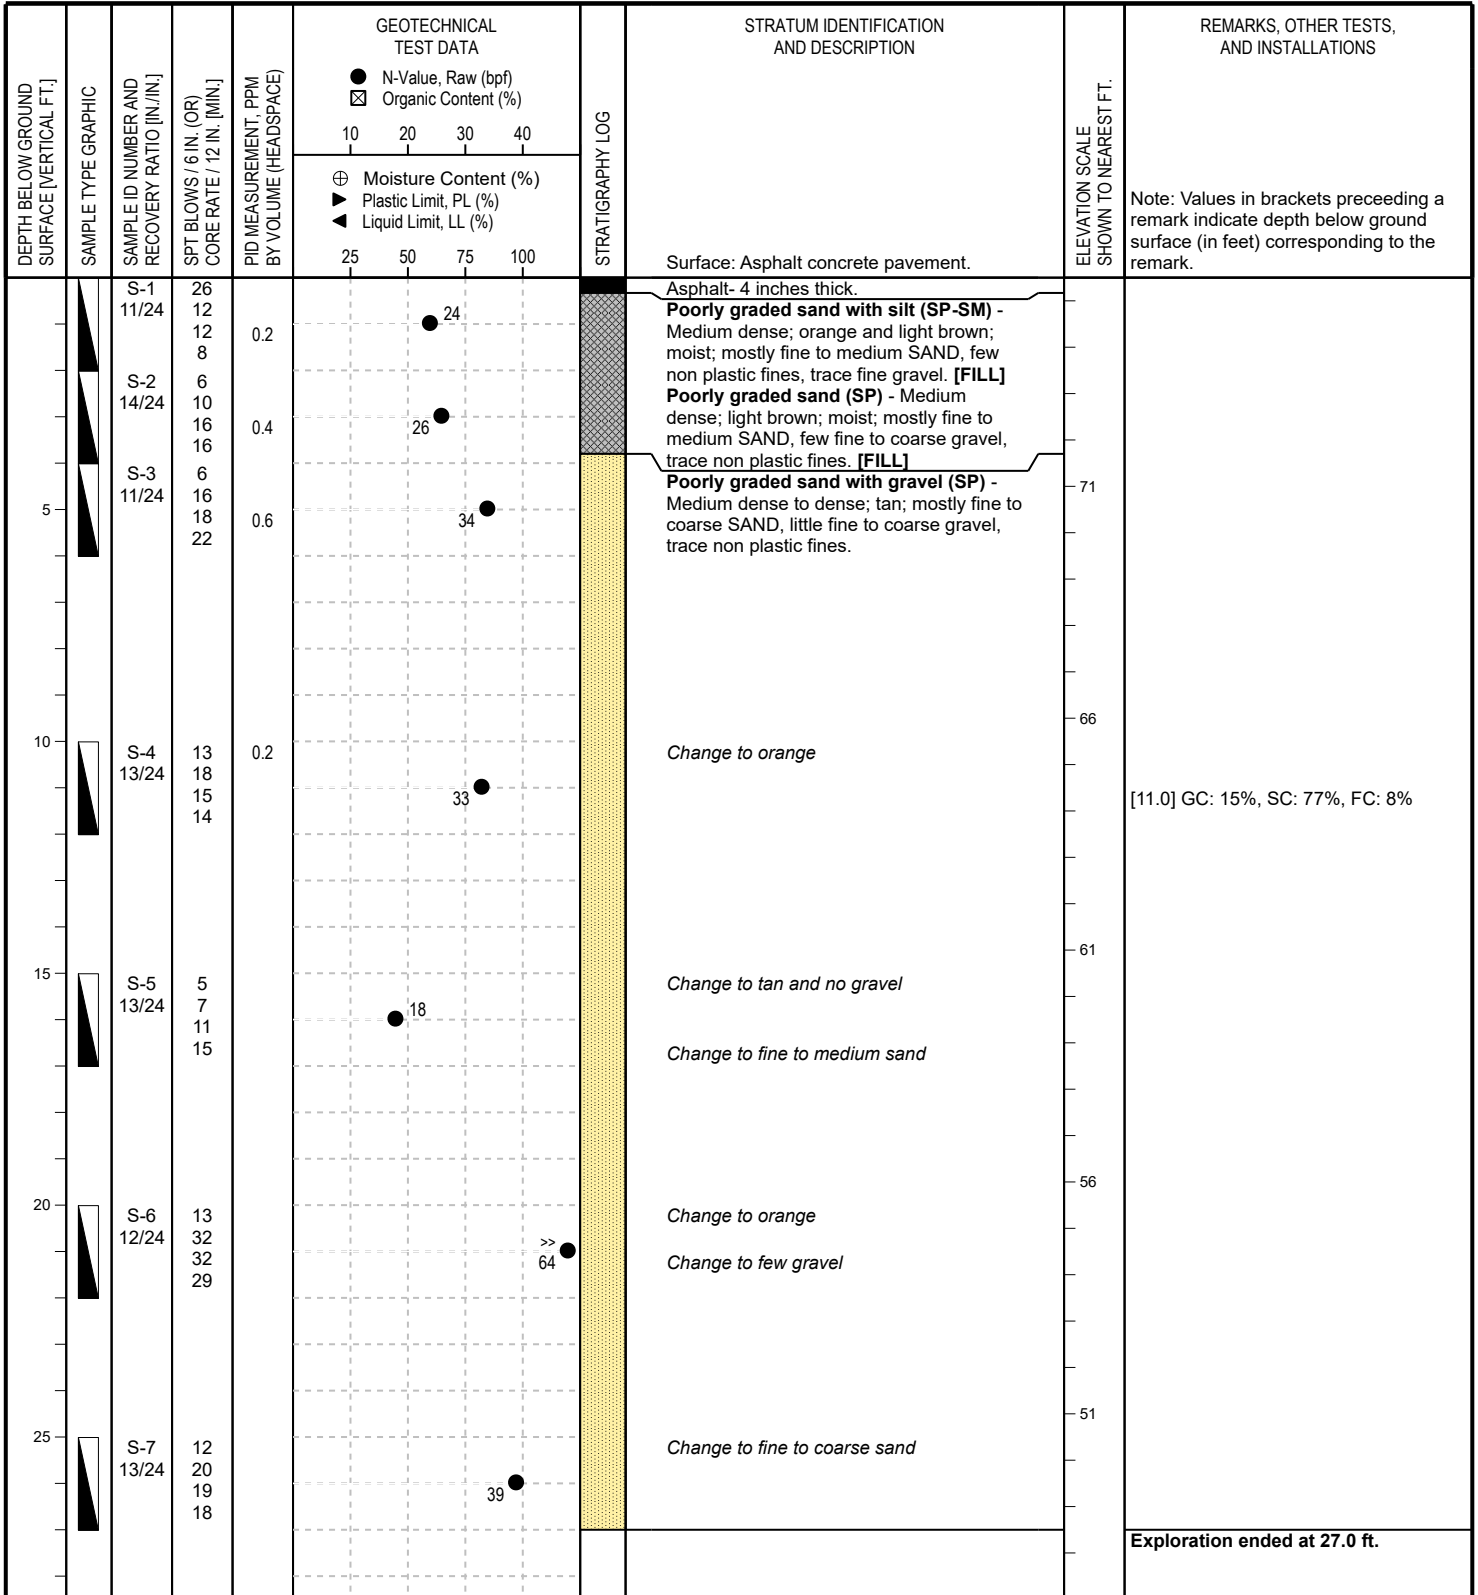 DEPTH BELOW GROUND
SURFACE [VERTICAL FT.]
SAMPLE TYPE GRAPHIC
SAMPLE ID NUMBER AND
RECOVERY RATIO [IN./IN.]
SPT BLOWS / 6 IN. (OR)
CORE RATE / 12 IN. [MIN.]
PID MEASUREMENT, PPM
BY VOLUME (HEADSPACE)
GEOTECHNICAL
TEST DATA
N-Value, Raw (bpf)
Organic Content (%)
10 20 30 40
Moisture Content (%)
Plastic Limit, PL (%)
Liquid Limit, LL (%)
25 50 75 100
STRATIGRAPHY LOG
STRATUM IDENTIFICATION
AND DESCRIPTION
Surface: Asphalt concrete pavement.
ELEVATION SCALE
SHOWN TO NEAREST FT.
REMARKS, OTHER TESTS,
AND INSTALLATIONS
Note: Values in brackets preceeding a
remark indicate depth below ground
surface (in feet) corresponding to the
remark.
S-1
11/24
26
12
12
8
0.2
24
Asphalt- 4 inches thick.
Poorly graded sand with silt (SP-SM) -
Medium dense; orange and light brown;
moist; mostly fine to medium SAND, few
non plastic fines, trace fine gravel. [FILL]
S-2
14/24
6
10
16
16
0.4
26
Poorly graded sand (SP) - Medium
dense; light brown; moist; mostly fine to
medium SAND, few fine to coarse gravel,
trace non plastic fines. [FILL]
5
S-3
11/24
6
16
18
22
0.6
34
Poorly graded sand with gravel (SP) -
Medium dense to dense; tan; mostly fine to
coarse SAND, little fine to coarse gravel,
trace non plastic fines.
71
66
10
S-4
13/24
13
18
15
14
0.2
33
Change to orange
[11.0] GC: 15%, SC: 77%, FC: 8%
61
15
S-5
13/24
5
7
11
15
18
Change to tan and no gravel
Change to fine to medium sand
56
20
S-6
12/24
13
32
32
29
>>
64
Change to orange
Change to few gravel
51
25
S-7
13/24
12
20
19
18
39
Change to fine to coarse sand
Exploration ended at 27.0 ft.